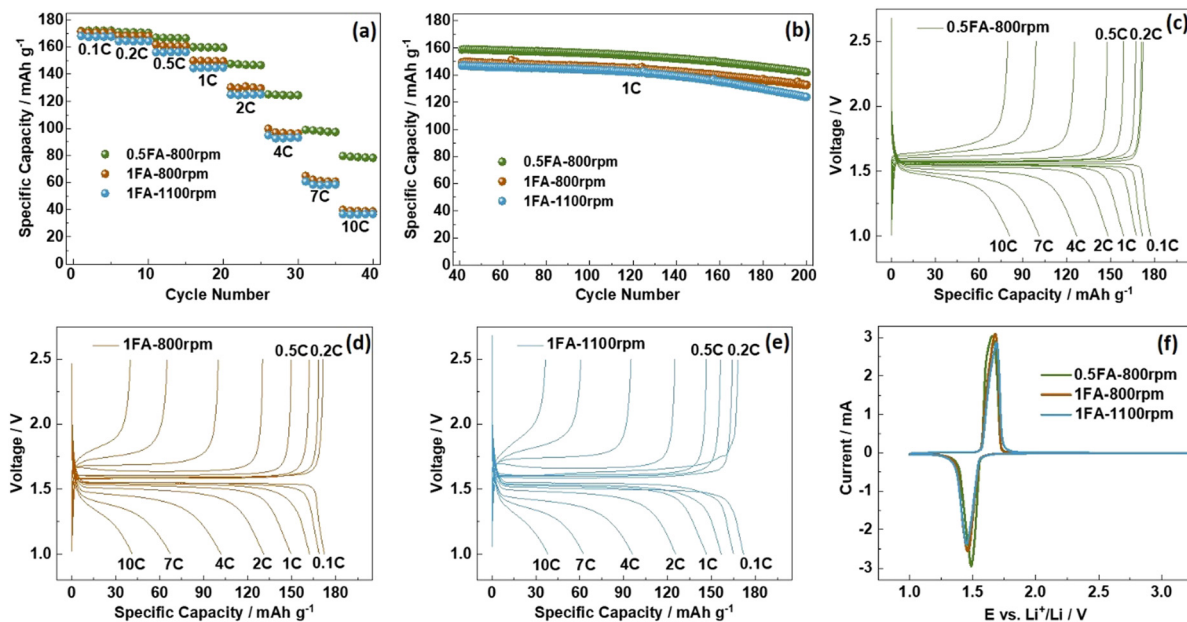 (a)
180
160
140
120
100
80
60
40
20
0
Specific Capacity / mAh g⁻¹
0.1C
0.2C
0.5C
1C
2C
4C
7C
10C
0.5FA-800rpm
1FA-800rpm
1FA-1100rpm
0 10 20 30 40
Cycle Number
(b)
180
160
140
120
100
80
60
40
20
0
Specific Capacity / mAh g⁻¹
1C
0.5FA-800rpm
1FA-800rpm
1FA-1100rpm
40 80 120 160 200
Cycle Number
(c)
0.5FA-800rpm
0.5C 0.2C
2.5
2.0
1.5
1.0
Voltage / V
10C 7C 4C 2C 1C 0.1C
0 30 60 90 120 150 180
Specific Capacity / mAh g⁻¹
(d)
1FA-800rpm
0.5C 0.2C
2.5
2.0
1.5
1.0
Voltage / V
10C 7C 4C 2C 1C 0.1C
0 30 60 90 120 150 180
Specific Capacity / mAh g⁻¹
(e)
1FA-1100rpm
0.5C 0.2C
2.5
2.0
1.5
1.0
Voltage / V
10C 7C 4C 2C 1C 0.1C
0 30 60 90 120 150 180
Specific Capacity / mAh g⁻¹
(f)
3
2
1
0
-1
-2
-3
Current / mA
0.5FA-800rpm
1FA-800rpm
1FA-1100rpm
1.0 1.5 2.0 2.5 3.0
E vs. Li⁺/Li / V